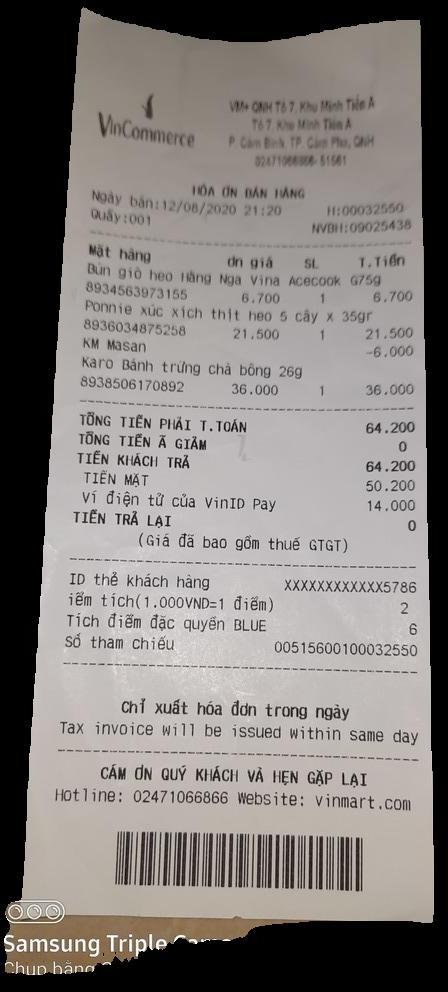 VinCommerce
VM+ QNH Tổ 7, Khu Minh Tiến A
Tổ 7, Khu Minh Tiến A
P. Cẩm Bình, TP. Cẩm Phả, QNH
02471066866- 51561
HÓA ƠN BÁN HÀNG
Ngày bán:12/08/2020 21:20 H:00032550
Quầy:001 NVBH:09025438
Mặt hàng ơn giá SL T.Tiền
Bún giò heo Hằng Nga Vina Acecook G75g
8934563973155 6.700 1 6.700
Ponnie xúc xích thịt heo 5 cây x 35gr
8936034875258 21.500 1 21.500
KM Masan -6.000
Karo Bánh trứng chà bông 26g
8938506170892 36.000 1 36.000
TỔNG TIỀN PHẢI T.TOÁN 64.200
TỔNG TIỀN Ã GIẢM 0
TIỀN KHÁCH TRẢ 64.200
TIỀN MẶT 50.200
Ví điện tử của VinID Pay 14.000
TIỀN TRẢ LẠI 0
(Giá đã bao gồm thuế GTGT)
ID thẻ khách hàng XXXXXXXXXXXX5786
iểm tích(1.000VND=1 điểm) 2
Tích điểm đặc quyền BLUE 6
Số tham chiếu 00515600100032550
Chỉ xuất hóa đơn trong ngày
Tax invoice will be issued within same day
CÁM ƠN QUÝ KHÁCH VÀ HẸN GẶP LẠI
Hotline: 02471066866 Website: vinmart.com
Samsung Triple
Chụp bằng